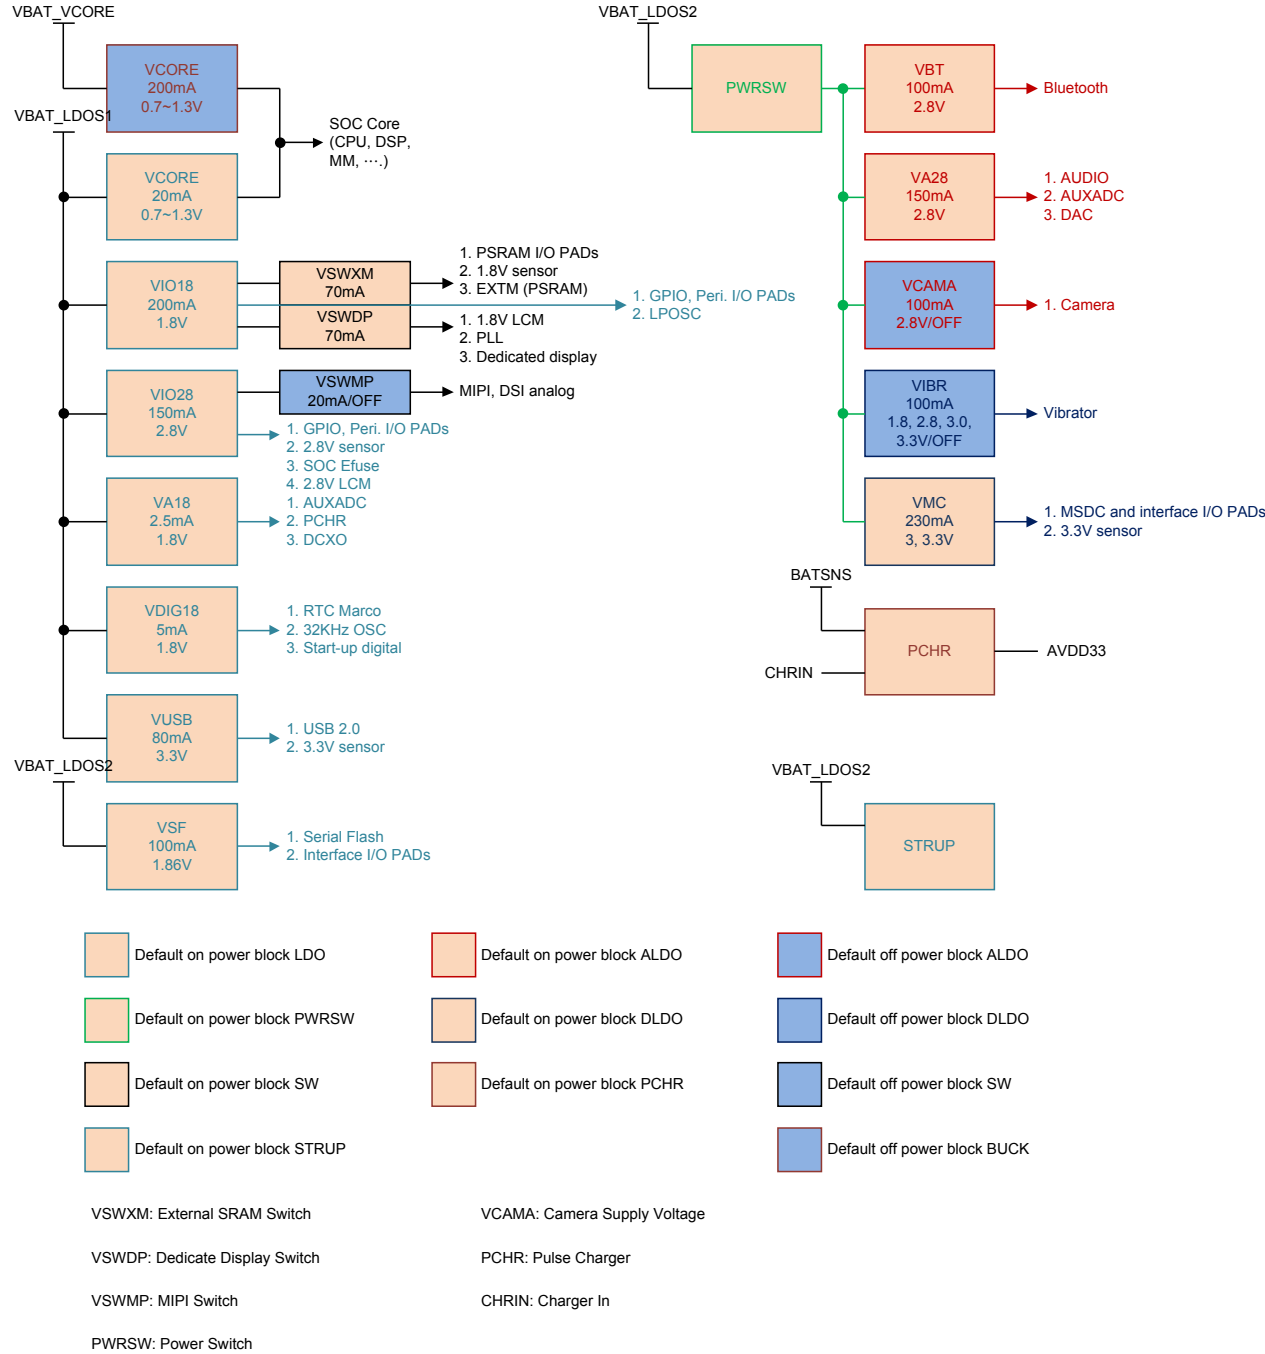 VBAT_VCORE
VCORE
200mA
0.7~1.3V
VBAT_LDOS1
SOC Core
(CPU, DSP,
MM, ….)
VCORE
20mA
0.7~1.3V
VIO18
200mA
1.8V
VSWXM
70mA
1. PSRAM I/O PADs
2. 1.8V sensor
3. EXTM (PSRAM)
1. GPIO, Peri. I/O PADs
2. LPOSC
VSWDP
70mA
1. 1.8V LCM
2. PLL
3. Dedicated display
VIO28
150mA
2.8V
VSWMP
20mA/OFF
MIPI, DSI analog
1. GPIO, Peri. I/O PADs
2. 2.8V sensor
3. SOC Efuse
4. 2.8V LCM
VA18
2.5mA
1.8V
1. AUXADC
2. PCHR
3. DCXO
VDIG18
5mA
1.8V
1. RTC Marco
2. 32KHz OSC
3. Start-up digital
VUSB
80mA
3.3V
1. USB 2.0
2. 3.3V sensor
VBAT_LDOS2
VSF
100mA
1.86V
1. Serial Flash
2. Interface I/O PADs
VBAT_LDOS2
PWRSW
VBT
100mA
2.8V
Bluetooth
VA28
150mA
2.8V
1. AUDIO
2. AUXADC
3. DAC
VCAMA
100mA
2.8V/OFF
1. Camera
VIBR
100mA
1.8, 2.8, 3.0,
3.3V/OFF
Vibrator
VMC
230mA
3, 3.3V
1. MSDC and interface I/O PADs
2. 3.3V sensor
BATSNS
PCHR
AVDD33
CHRIN
VBAT_LDOS2
STRUP
Default on power block LDO
Default on power block ALDO
Default off power block ALDO
Default on power block PWRSW
Default on power block DLDO
Default off power block DLDO
Default on power block SW
Default on power block PCHR
Default off power block SW
Default on power block STRUP
Default off power block BUCK
VSWXM: External SRAM Switch
VCAMA: Camera Supply Voltage
VSWDP: Dedicate Display Switch
PCHR: Pulse Charger
VSWMP: MIPI Switch
CHRIN: Charger In
PWRSW: Power Switch